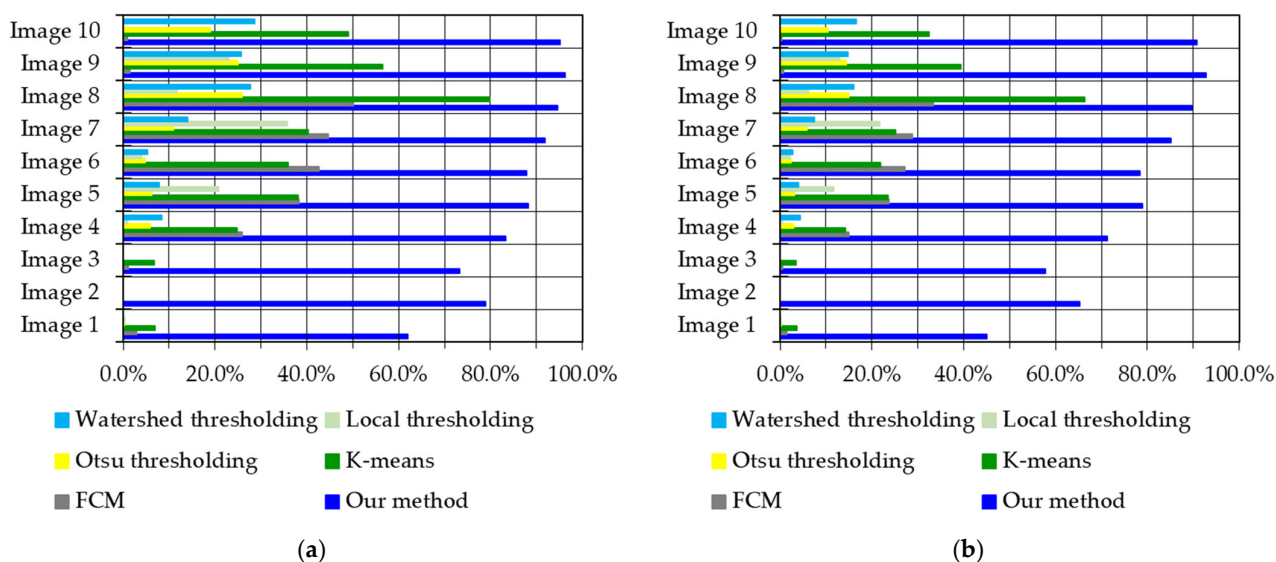 Image 10
Image 9
Image 8
Image 7
Image 6
Image 5
Image 4
Image 3
Image 2
Image 1
0.0% 20.0% 40.0% 60.0% 80.0% 100.0%
Watershed thresholding Local thresholding
Otsu thresholding K-means
FCM Our method
(a)
Image 10
Image 9
Image 8
Image 7
Image 6
Image 5
Image 4
Image 3
Image 2
Image 1
0.0% 20.0% 40.0% 60.0% 80.0% 100.0%
Watershed thresholding Local thresholding
Otsu thresholding K-means
FCM Our method
(b)